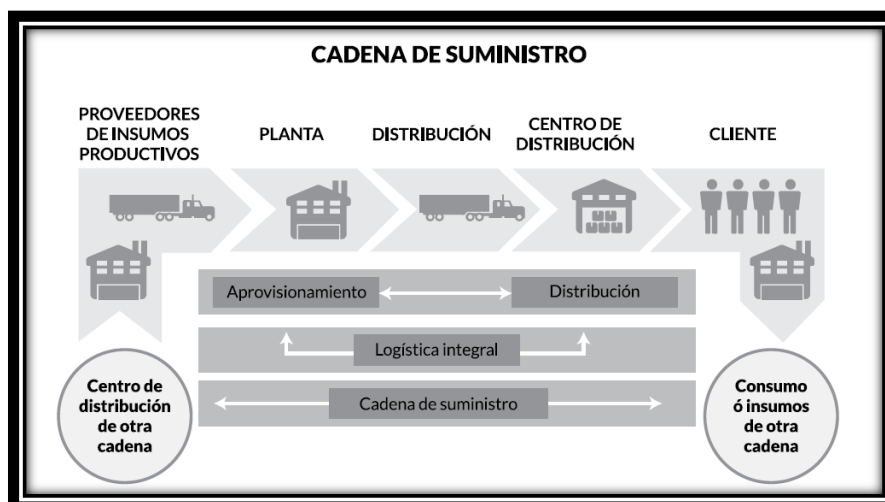 CADENA DE SUMINISTRO
PROVEEDORES
DE INSUMOS
PRODUCTIVOS
PLANTA
DISTRIBUCIÓN
CENTRO DE
DISTRIBUCIÓN
CLIENTE
Aprovisionamiento
Distribución
Logística integral
Cadena de suministro
Centro de
distribución
de otra
cadena
Consumo
ó insumos
de otra
cadena